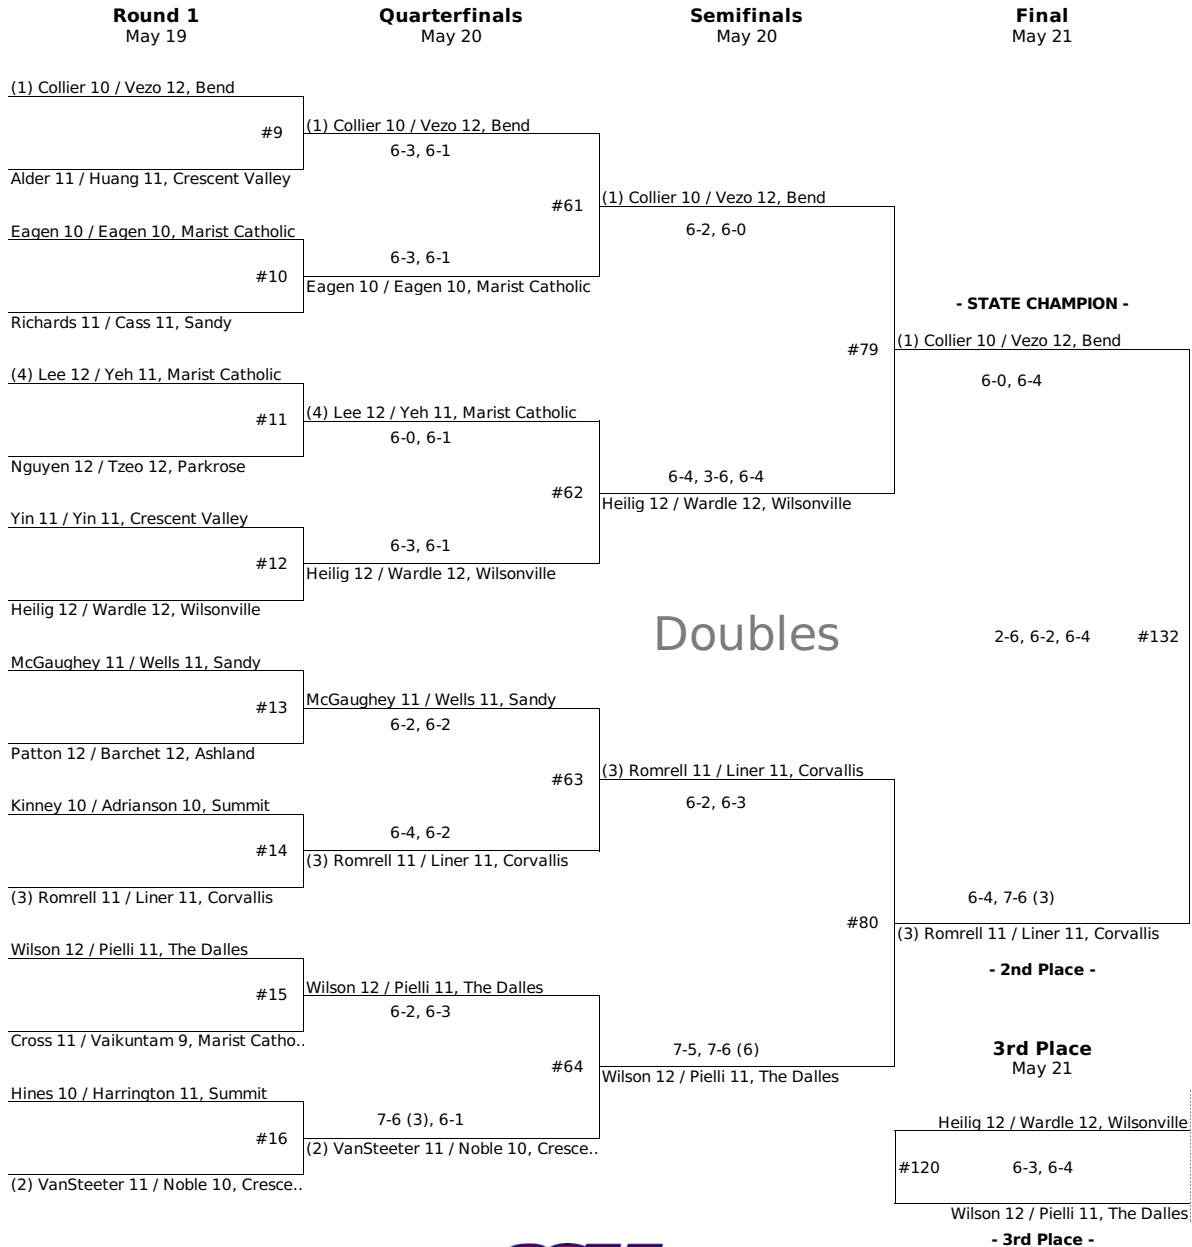 Round 1
May 19
Quarterfinals
May 20
Semifinals
May 20
Final
May 21
(1) Collier 10 / Vezo 12, Bend
#9
Alder 11 / Huang 11, Crescent Valley
Eagen 10 / Eagen 10, Marist Catholic
#10
Richards 11 / Cass 11, Sandy
(4) Lee 12 / Yeh 11, Marist Catholic
#11
Nguyen 12 / Tzeo 12, Parkrose
Yin 11 / Yin 11, Crescent Valley
#12
Heilig 12 / Wardle 12, Wilsonville
McGaughey 11 / Wells 11, Sandy
#13
Patton 12 / Barchet 12, Ashland
Kinney 10 / Adrianson 10, Summit
#14
(3) Romrell 11 / Liner 11, Corvallis
Wilson 12 / Pielli 11, The Dalles
#15
Cross 11 / Vaikuntam 9, Marist Catho..
Hines 10 / Harrington 11, Summit
#16
(2) VanSteeter 11 / Noble 10, Cresce..
(1) Collier 10 / Vezo 12, Bend
6-3, 6-1
#61
6-3, 6-1
Eagen 10 / Eagen 10, Marist Catholic
(4) Lee 12 / Yeh 11, Marist Catholic
6-0, 6-1
#62
6-3, 6-1
Heilig 12 / Wardle 12, Wilsonville
McGaughey 11 / Wells 11, Sandy
6-2, 6-2
#63
6-4, 6-2
(3) Romrell 11 / Liner 11, Corvallis
Wilson 12 / Pielli 11, The Dalles
6-2, 6-3
#64
7-6 (3), 6-1
(2) VanSteeter 11 / Noble 10, Cresce..
(1) Collier 10 / Vezo 12, Bend
6-2, 6-0
#79
6-4, 3-6, 6-4
Heilig 12 / Wardle 12, Wilsonville
Doubles
(3) Romrell 11 / Liner 11, Corvallis
6-2, 6-3
#80
7-5, 7-6 (6)
Wilson 12 / Pielli 11, The Dalles
- STATE CHAMPION -
(1) Collier 10 / Vezo 12, Bend
6-0, 6-4
2-6, 6-2, 6-4 #132
6-4, 7-6 (3)
(3) Romrell 11 / Liner 11, Corvallis
- 2nd Place -
3rd Place
May 21
Heilig 12 / Wardle 12, Wilsonville
#120 6-3, 6-4
Wilson 12 / Pielli 11, The Dalles
- 3rd Place -